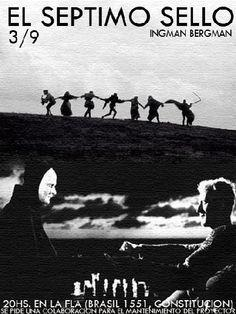 EL SEPTIMO SELLO
3/9
INGMAN BERGMAN
20HS. EN LA FLA (BRASIL 1551, CONSTITUCION)
SE PIDE UNA COLABORACION PARA EL MANTENIMIENTO DEL PROYECTOR